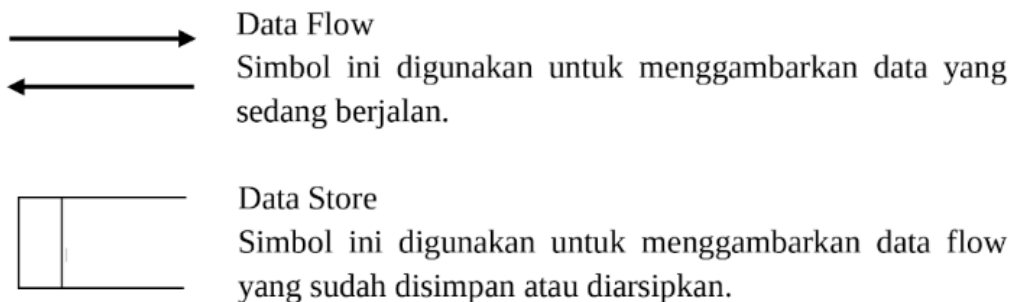 Data Flow
Simbol ini digunakan untuk menggambarkan data yang
sedang berjalan.
Data Store
Simbol ini digunakan untuk menggambarkan data flow
yang sudah disimpan atau diarsipkan.